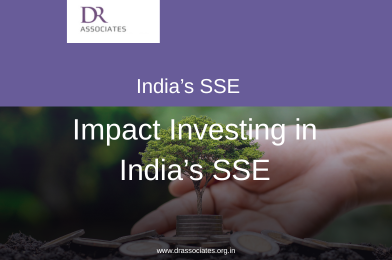 DR
ASSOCIATES
India's SSE
Impact Investing in
India's SSE
www.drassociates.org.in